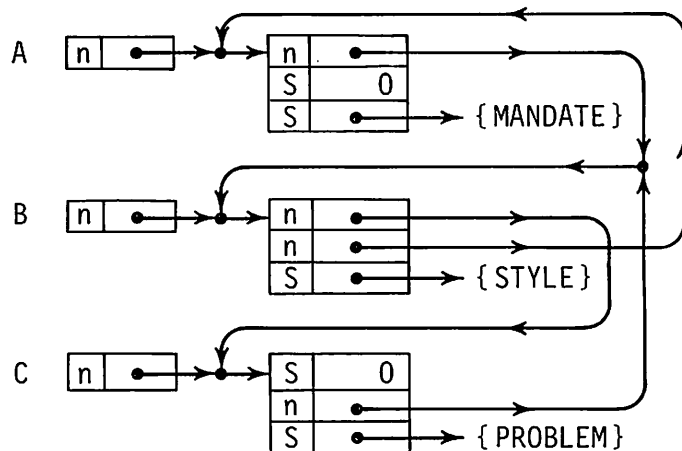 A n n
S 0
S {MANDATE}
B n n
n
S {STYLE}
C n S 0
n
S {PROBLEM}